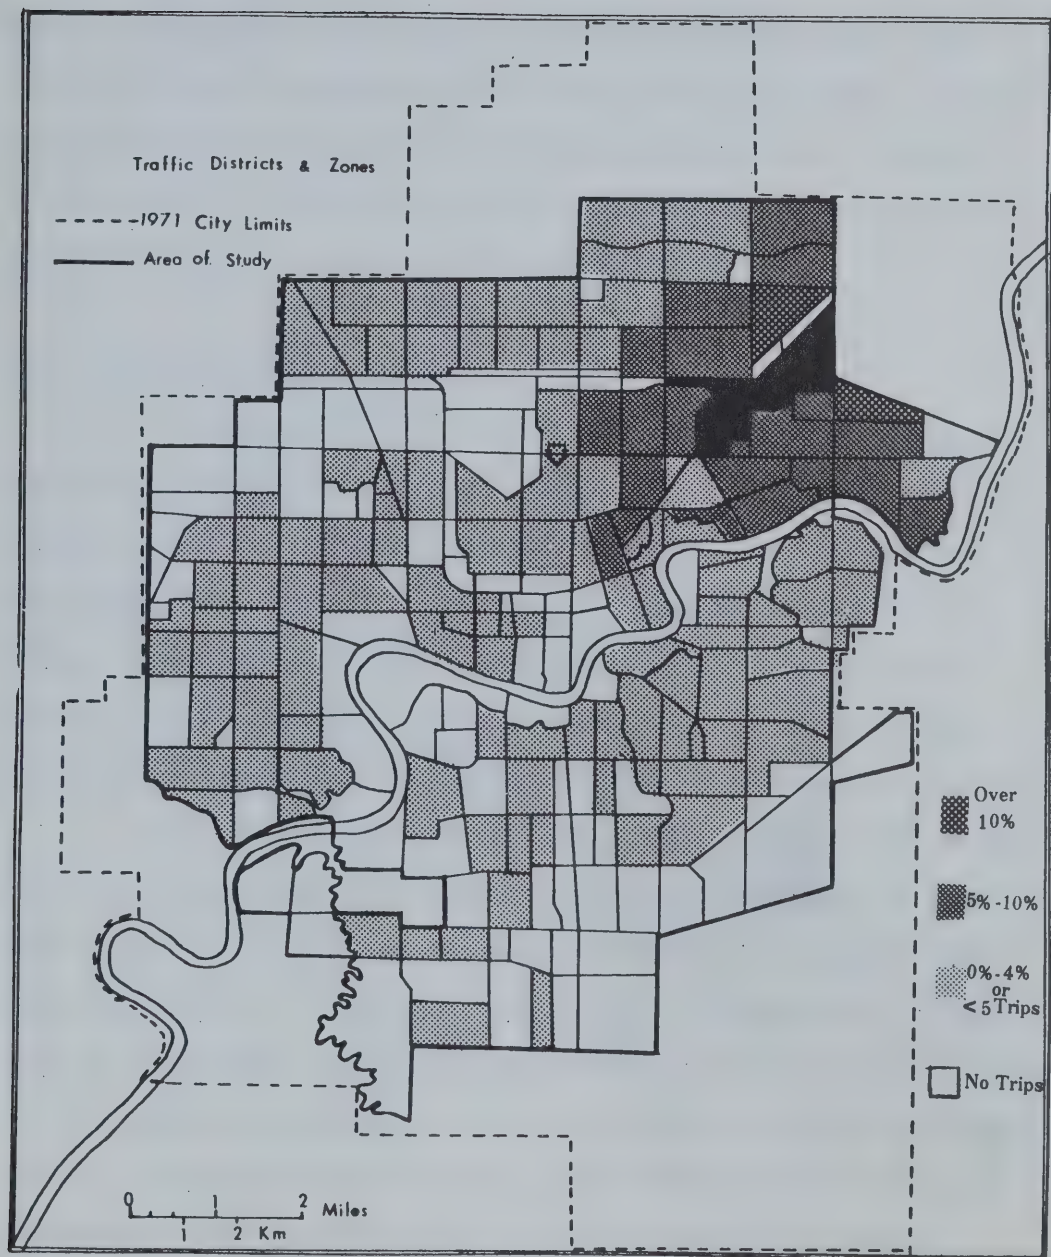 Traffic Districts & Zones
1971 City Limits
Area of Study
Over
10%
5%-10%
0%-4%
or
< 5 Trips
No Trips
0 1 2 Miles
1 2 Km